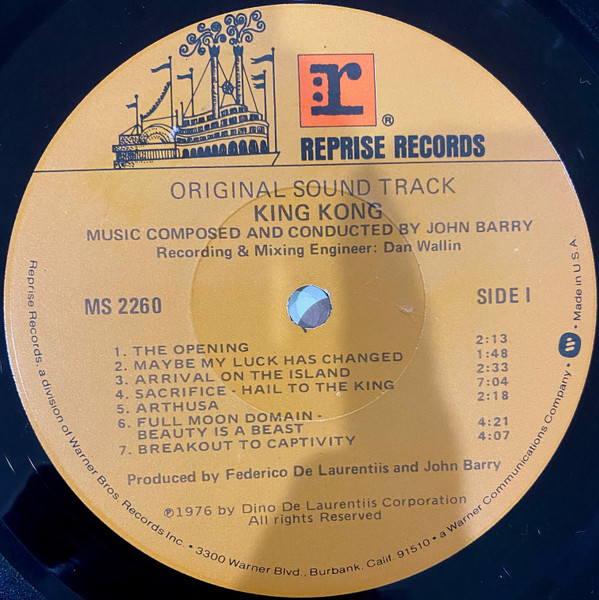 r
®
REPRISE RECORDS
ORIGINAL SOUND TRACK
KING KONG
MUSIC COMPOSED AND CONDUCTED BY JOHN BARRY
Recording & Mixing Engineer: Dan Wallin
MS 2260
SIDE I
1. THE OPENING 2:13
2. MAYBE MY LUCK HAS CHANGED 1:48
3. ARRIVAL ON THE ISLAND 2:33
4. SACRIFICE - HAIL TO THE KING 7:04
5. ARTHUSA 2:18
6. FULL MOON DOMAIN -
BEAUTY IS A BEAST 4:21
7. BREAKOUT TO CAPTIVITY 4:07
Produced by Federico De Laurentiis and John Barry
℗1976 by Dino De Laurentiis Corporation
All rights Reserved
Reprise Records, a division of Warner Bros. Records Inc. • 3300 Warner Blvd., Burbank, Calif. 91510 • a Warner Communications Company • Made in U.S.A.